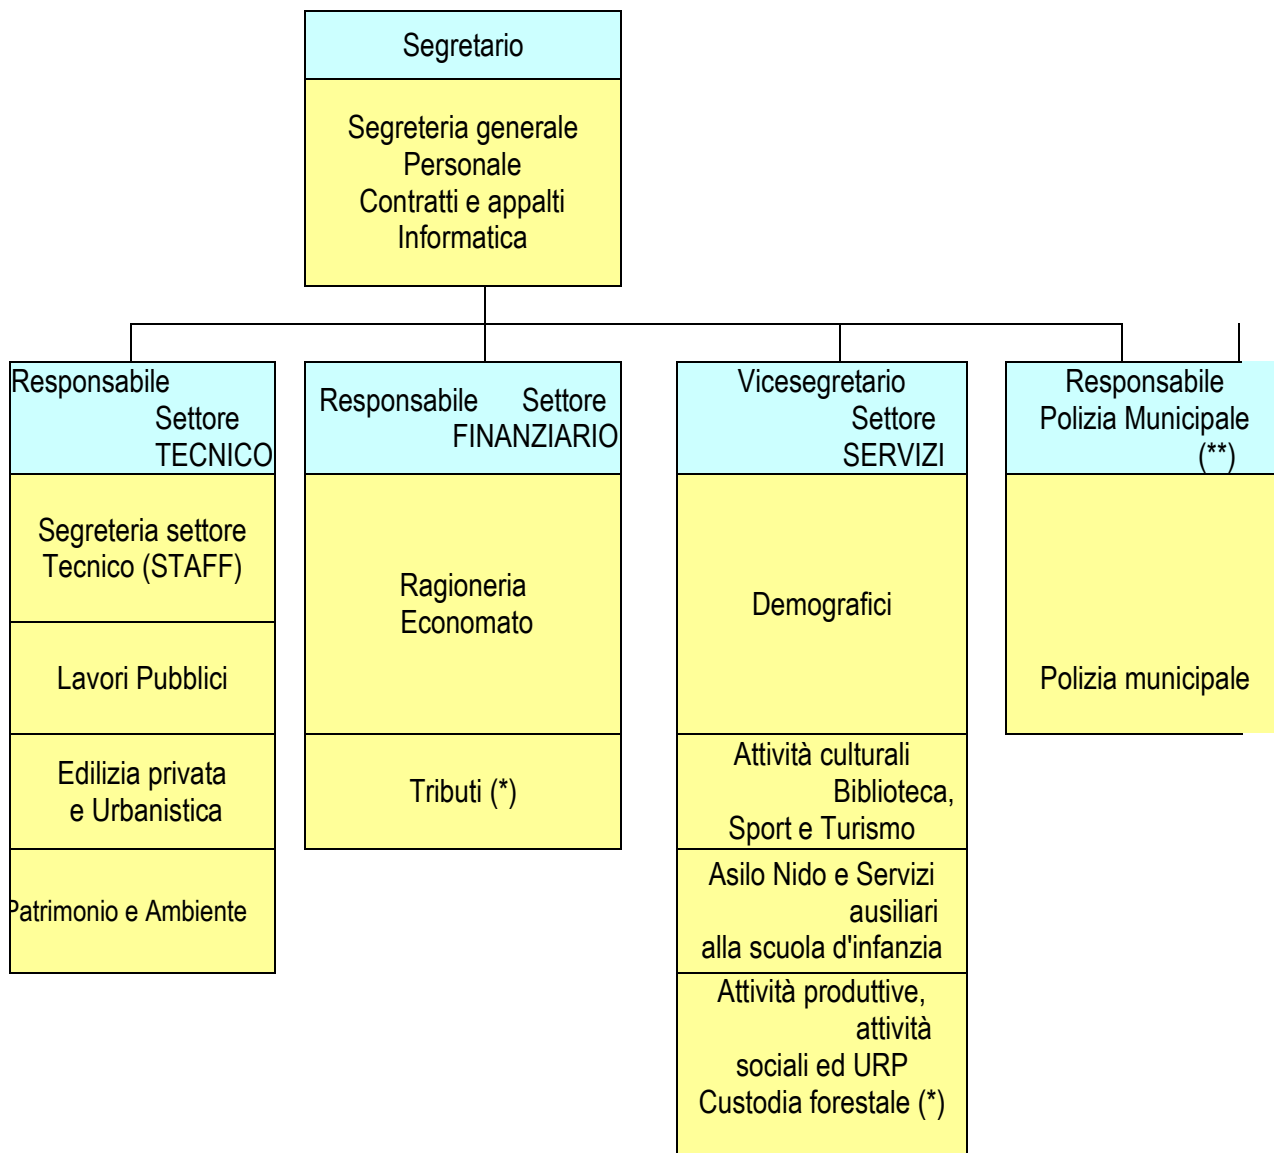 Segretario
Segreteria generale
Personale
Contratti e appalti
Informatica
Responsabile
Settore
TECNICO
Segreteria settore
Tecnico (STAFF)
Lavori Pubblici
Edilizia privata
e Urbanistica
Patrimonio e Ambiente
Responsabile Settore
FINANZIARIO
Ragioneria
Economato
Tributi (*)
Vicesegretario
Settore
SERVIZI
Demografici
Attività culturali
Biblioteca,
Sport e Turismo
Asilo Nido e Servizi
ausiliari
alla scuola d'infanzia
Attività produttive,
attività
sociali ed URP
Custodia forestale (*)
Responsabile
Polizia Municipale
(**)
Polizia municipale